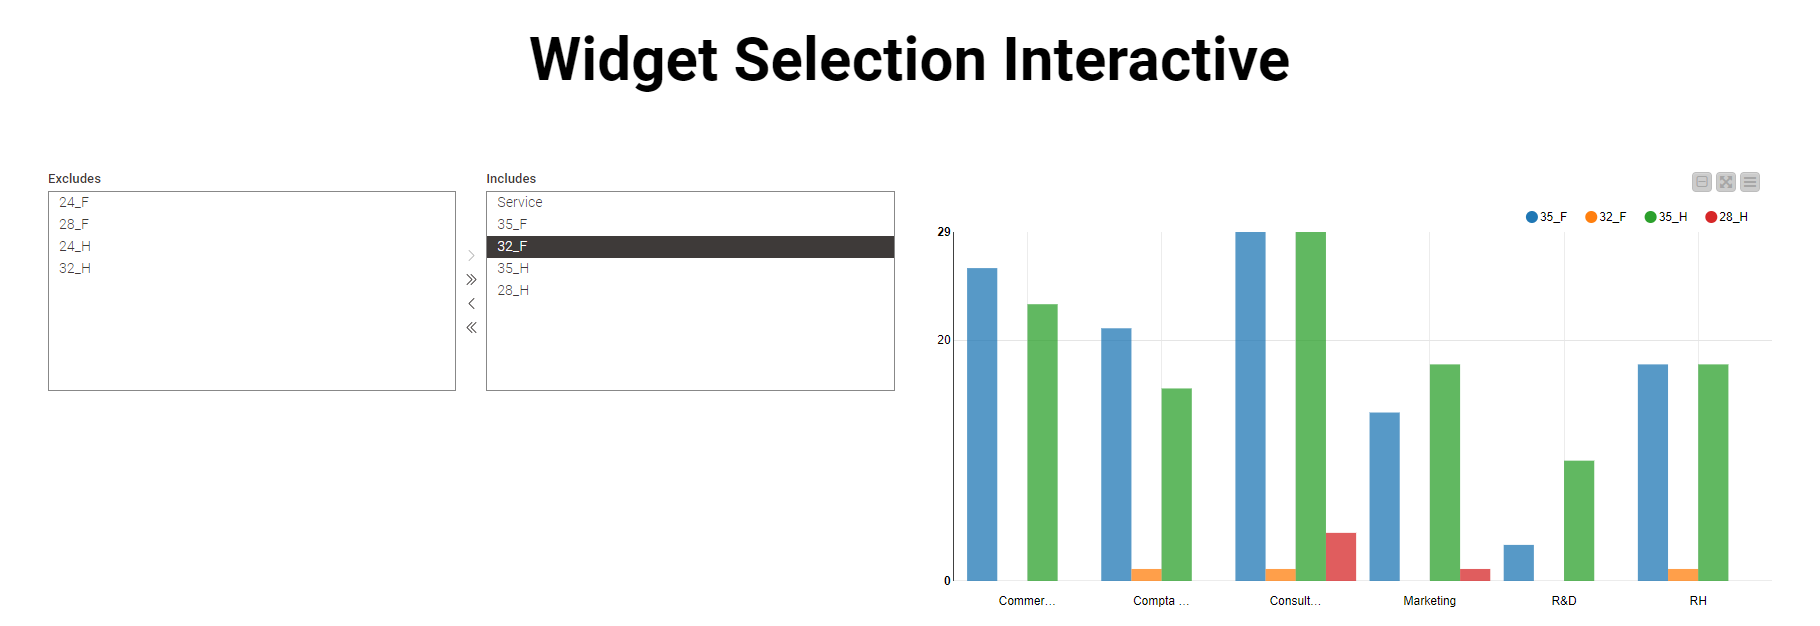 Widget Selection Interactive
Excludes
24_F
28_F
24_H
32_H
Includes
Service
35_F
32_F
35_H
28_H
35_F 32_F 35_H 28_H
29
20
0
Commer... Compta ... Consult... Marketing R&D RH